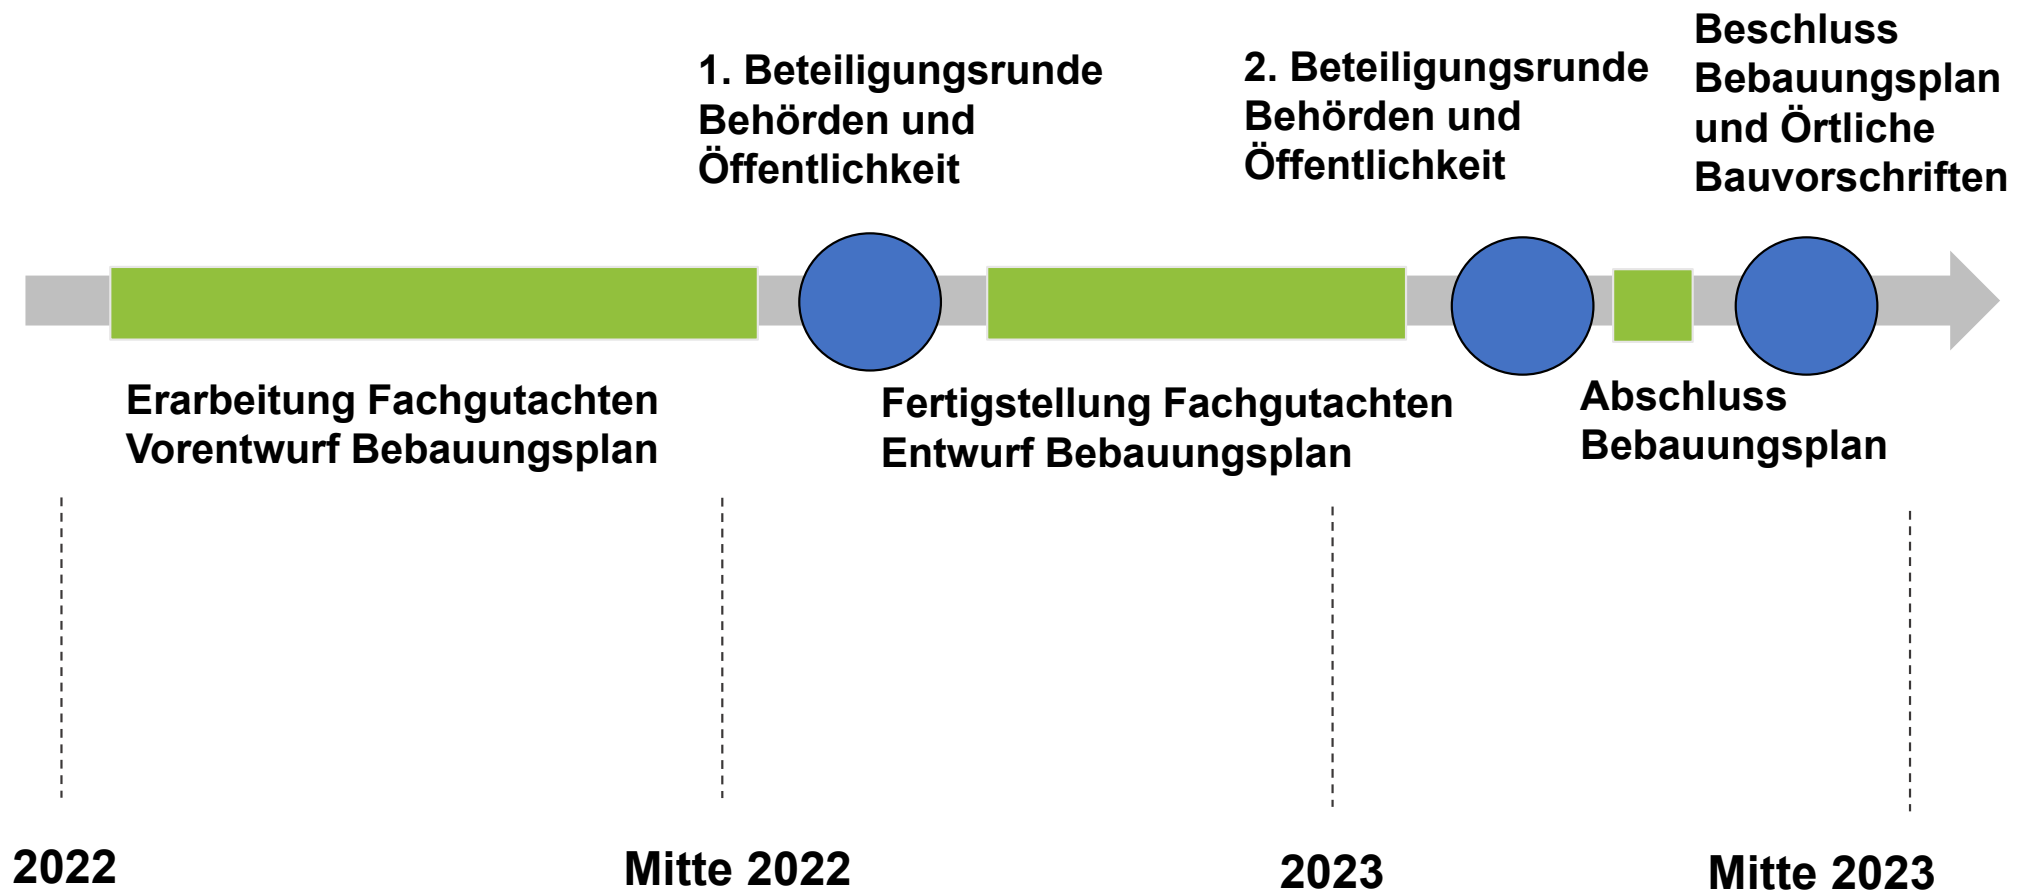 1. Beteiligungsrunde
Behörden und
Öffentlichkeit
2. Beteiligungsrunde
Behörden und
Öffentlichkeit
Beschluss
Bebauungsplan
und Örtliche
Bauvorschriften
Erarbeitung Fachgutachten
Vorentwurf Bebauungsplan
Fertigstellung Fachgutachten
Entwurf Bebauungsplan
Abschluss
Bebauungsplan
2022
Mitte 2022
2023
Mitte 2023